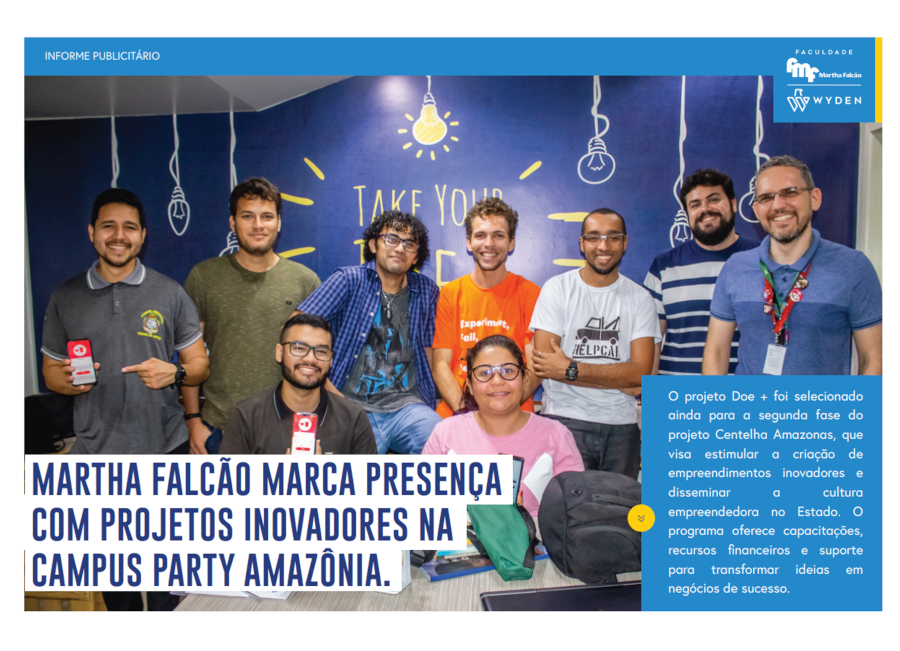 INFORME PUBLICITÁRIO
FACULDADE
fmf Martha Falcão
WYDEN
TAKE YOUR
Experiment,
Fail,
HELPCAR
MARTHA FALCÃO MARCA PRESENÇA
COM PROJETOS INOVADORES NA
CAMPUS PARTY AMAZÔNIA.
O projeto Doe + foi selecionado
ainda para a segunda fase do
projeto Centelha Amazonas, que
visa estimular a criação de
empreendimentos inovadores e
disseminar a cultura
empreendedora no Estado. O
programa oferece capacitações,
recursos financeiros e suporte
para transformar ideias em
negócios de sucesso.